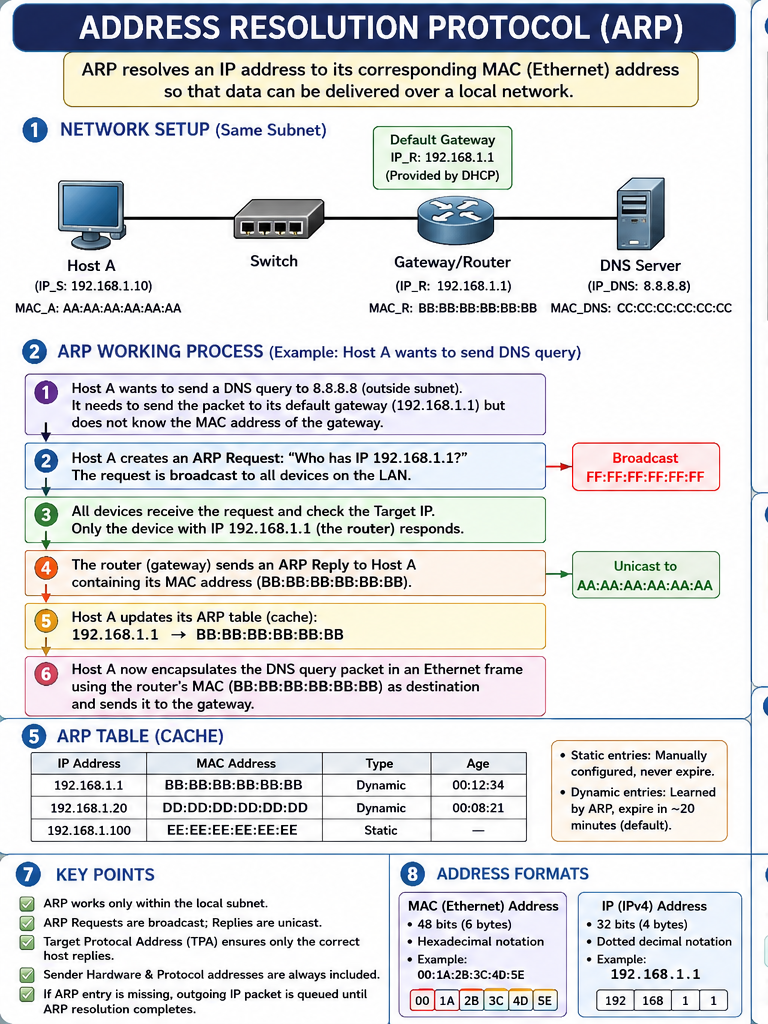 ADDRESS RESOLUTION PROTOCOL (ARP)
ARP resolves an IP address to its corresponding MAC (Ethernet) address
so that data can be delivered over a local network.
1 NETWORK SETUP (Same Subnet)
Default Gateway
IP_R: 192.168.1.1
(Provided by DHCP)
Host A
(IP_S: 192.168.1.10)
MAC_A: AA:AA:AA:AA:AA:AA
Switch
Gateway/Router
(IP_R: 192.168.1.1)
MAC_R: BB:BB:BB:BB:BB:BB
DNS Server
(IP_DNS: 8.8.8.8)
MAC_DNS: CC:CC:CC:CC:CC:CC
2 ARP WORKING PROCESS (Example: Host A wants to send DNS query)
1 Host A wants to send a DNS query to 8.8.8.8 (outside subnet).
It needs to send the packet to its default gateway (192.168.1.1) but
does not know the MAC address of the gateway.
2 Host A creates an ARP Request: “Who has IP 192.168.1.1?”
The request is broadcast to all devices on the LAN.
Broadcast
FF:FF:FF:FF:FF:FF
3 All devices receive the request and check the Target IP.
Only the device with IP 192.168.1.1 (the router) responds.
4 The router (gateway) sends an ARP Reply to Host A
containing its MAC address (BB:BB:BB:BB:BB:BB).
Unicast to
AA:AA:AA:AA:AA:AA
5 Host A updates its ARP table (cache):
192.168.1.1 → BB:BB:BB:BB:BB:BB
6 Host A now encapsulates the DNS query packet in an Ethernet frame
using the router's MAC (BB:BB:BB:BB:BB:BB) as destination
and sends it to the gateway.
5 ARP TABLE (CACHE)
IP Address MAC Address Type Age
192.168.1.1 BB:BB:BB:BB:BB:BB Dynamic 00:12:34
192.168.1.20 DD:DD:DD:DD:DD:DD Dynamic 00:08:21
192.168.1.100 EE:EE:EE:EE:EE:EE Static —
• Static entries: Manually
configured, never expire.
• Dynamic entries: Learned
by ARP, expire in ~20
minutes (default).
7 KEY POINTS
ARP works only within the local subnet.
ARP Requests are broadcast; Replies are unicast.
Target Protocal Address (TPA) ensures only the correct
host replies.
Sender Hardware & Protocol addresses are always included.
If ARP entry is missing, outgoing IP packet is queued until
ARP resolution completes.
8 ADDRESS FORMATS
MAC (Ethernet) Address
• 48 bits (6 bytes)
• Hexadecimal notation
• Example:
00:1A:2B:3C:4D:5E
00 1A 2B 3C 4D 5E
IP (IPv4) Address
• 32 bits (4 bytes)
• Dotted decimal notation
• Example:
192.168.1.1
192 168 1 1